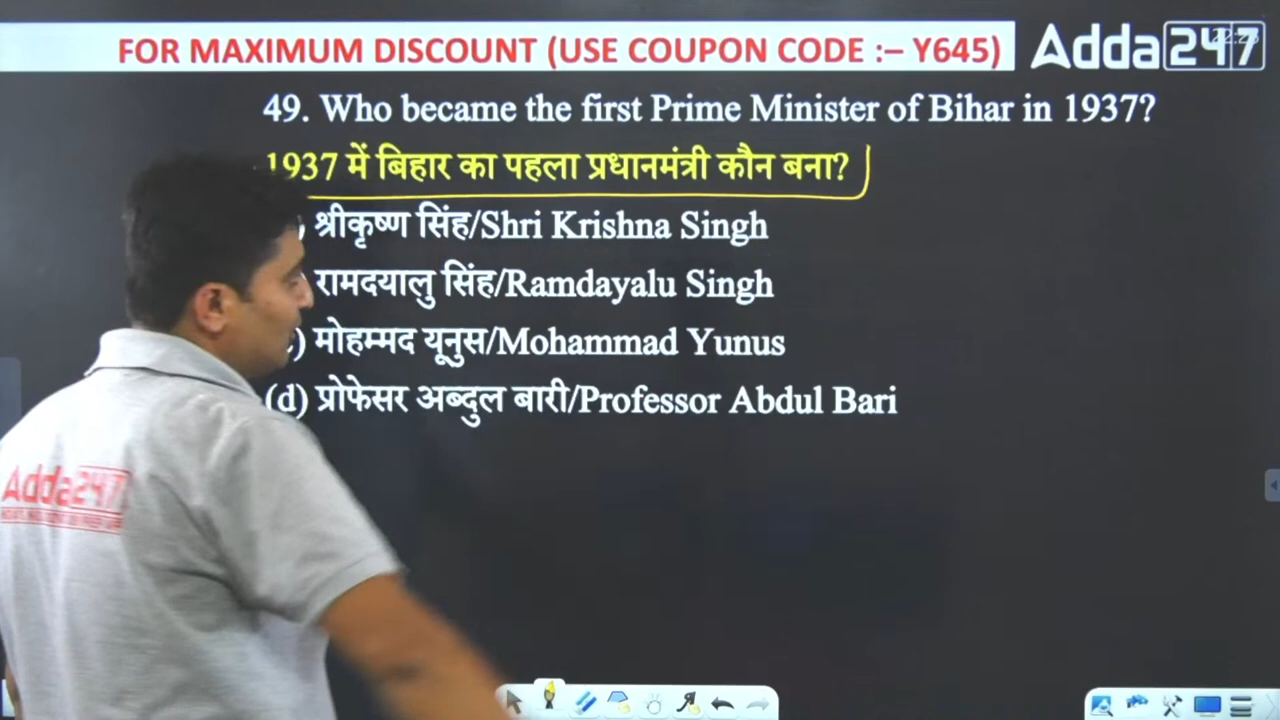 FOR MAXIMUM DISCOUNT (USE COUPON CODE :– Y645)
Adda247
49. Who became the first Prime Minister of Bihar in 1937?
1937 में बिहार का पहला प्रधानमंत्री कौन बना?
) श्रीकृष्ण सिंह/Shri Krishna Singh
रामदयालु सिंह/Ramdayalu Singh
) मोहम्मद यूनुस/Mohammad Yunus
(d) प्रोफेसर अब्दुल बारी/Professor Abdul Bari
Adda247